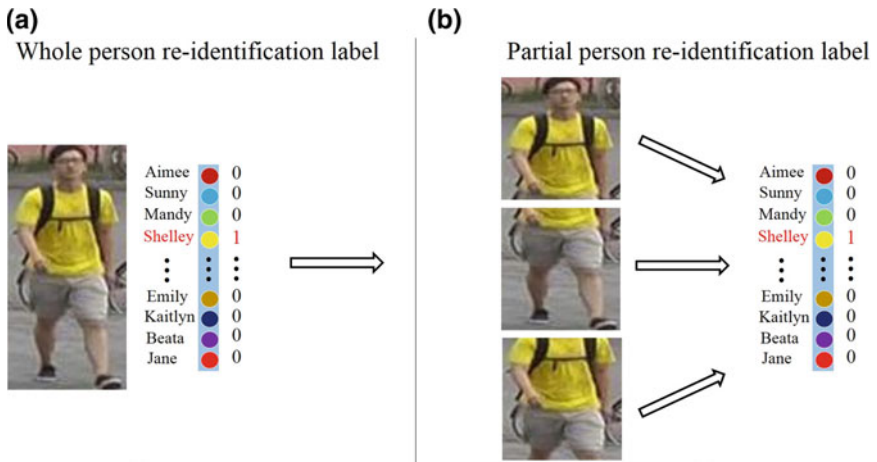 (a)
Whole person re-identification label
Aimee 0
Sunny 0
Mandy 0
Shelley 1
Emily 0
Kaitlyn 0
Beata 0
Jane 0
(b)
Partial person re-identification label
Aimee 0
Sunny 0
Mandy 0
Shelley 1
Emily 0
Kaitlyn 0
Beata 0
Jane 0